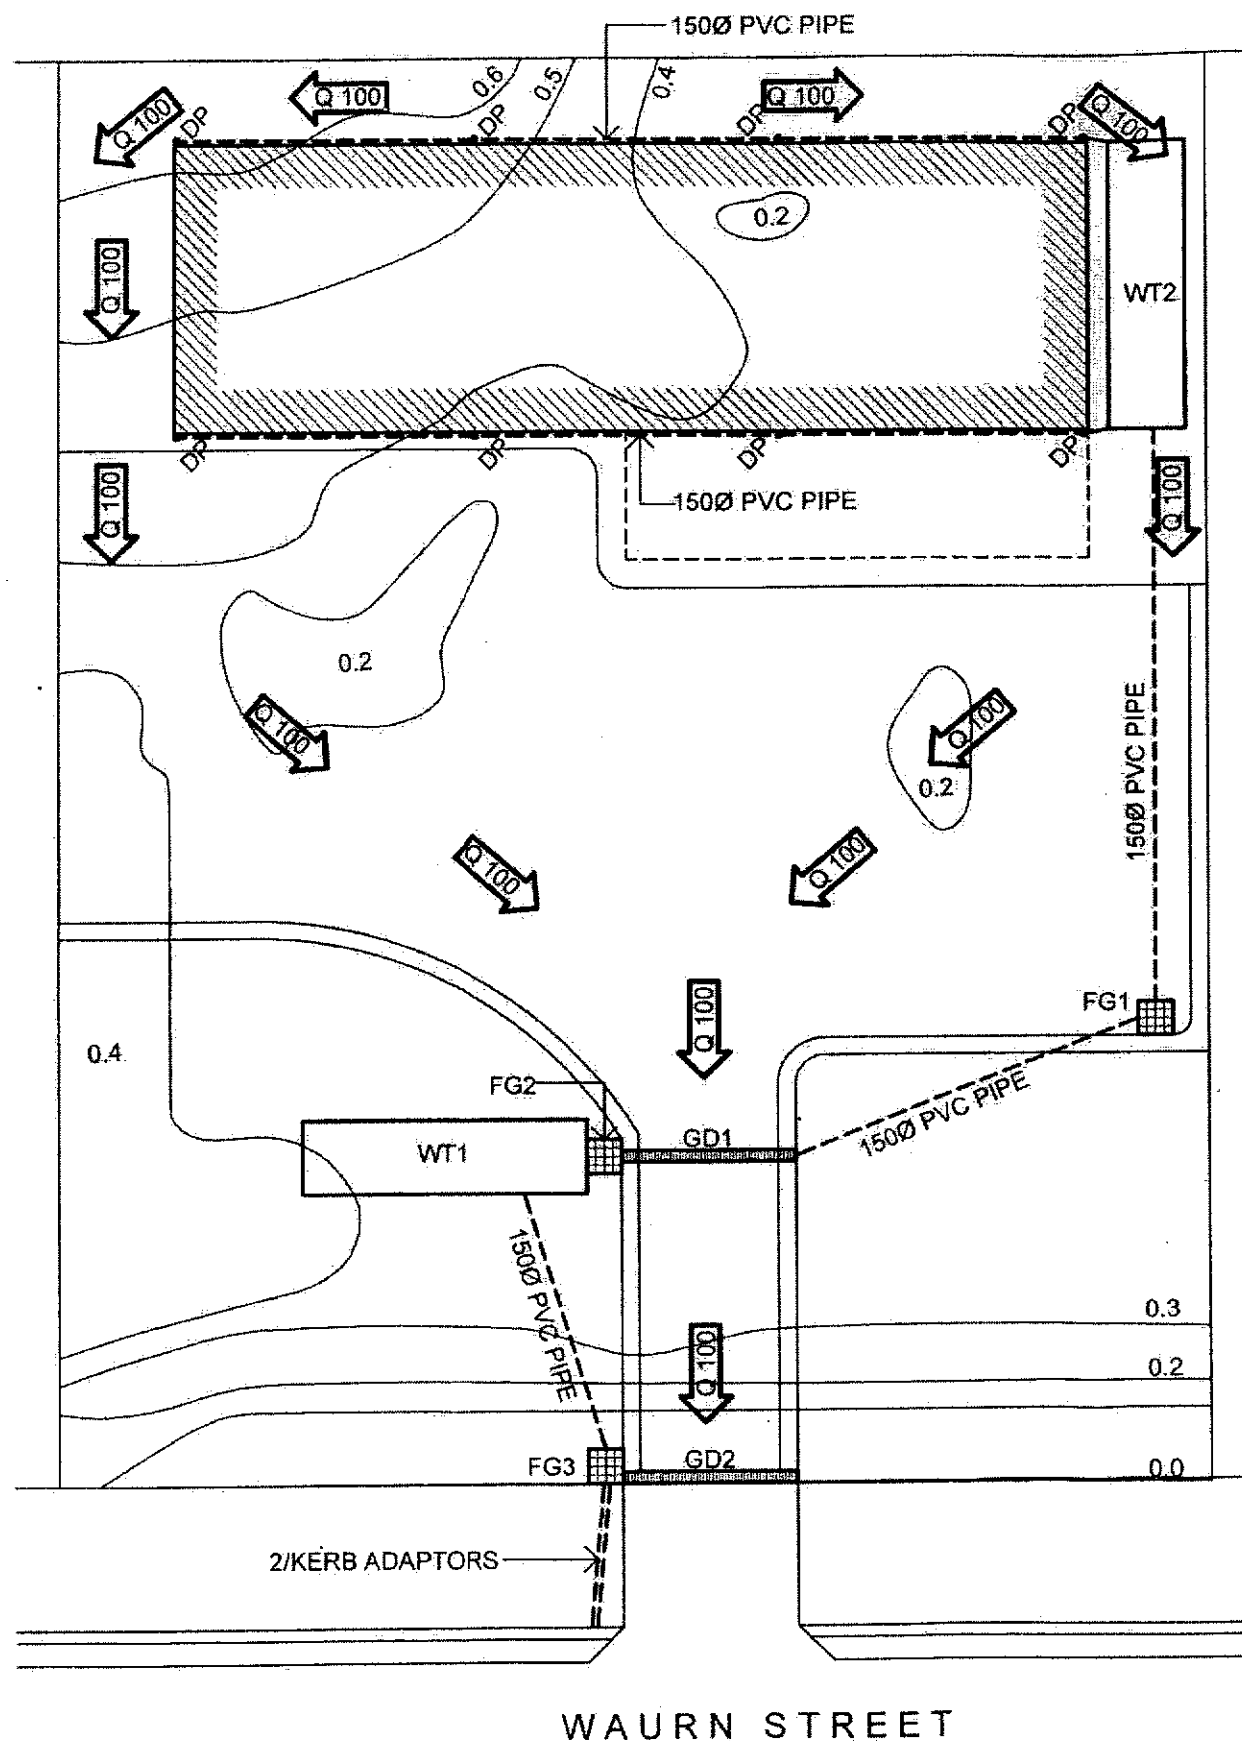 150Ø PVC PIPE
0.6
0.5
0.4
Q 100
Q 100
Q 100
Q 100
DP
DP
DP
DP
0.2
Q 100
WT2
DP
DP
DP
DP
Q 100
150Ø PVC PIPE
Q 100
0.2
Q 100
Q 100
0.2
150Ø PVC PIPE
Q 100
Q 100
Q 100
FG1
0.4
FG2
150Ø PVC PIPE
GD1
WT1
150Ø PVC PIPE
0.3
Q 100
0.2
FG3
GD2
0.0
2/KERB ADAPTORS
WAURN STREET